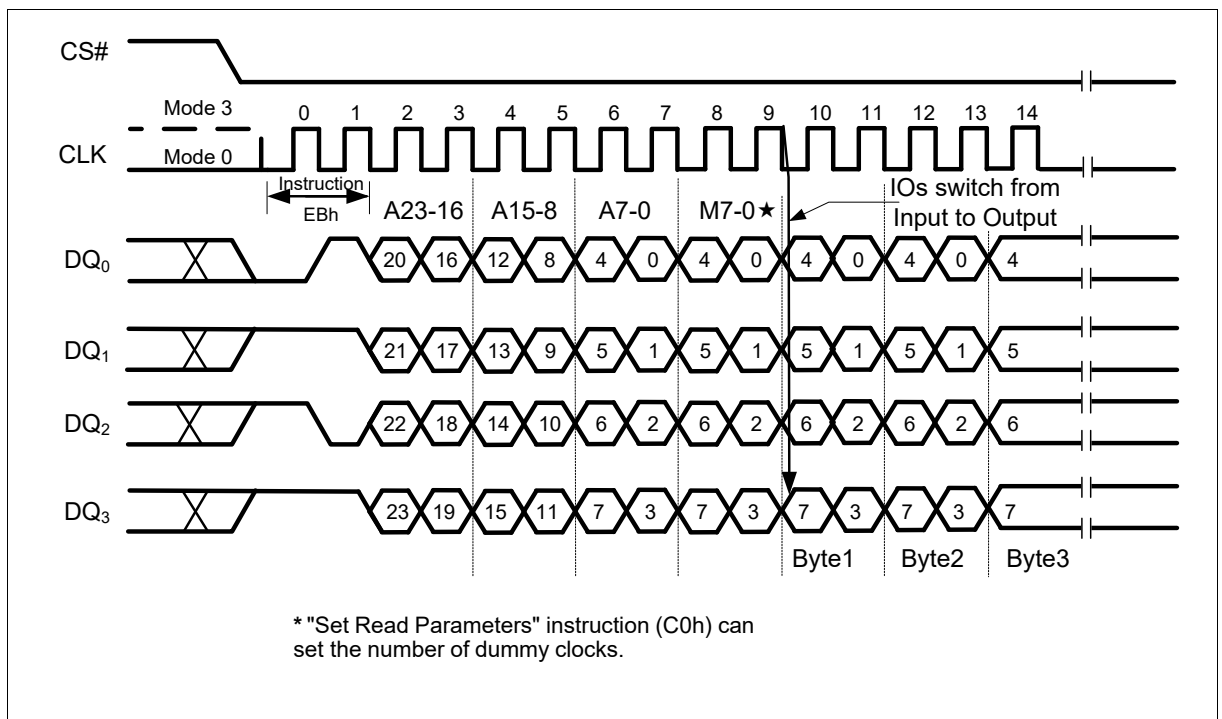 CS#
Mode 3
0 1 2 3 4 5 6 7 8 9 10 11 12 13 14
CLK
Mode 0
Instruction
EBh
A23-16 A15-8 A7-0 M7-0★
IOs switch from
Input to Output
DQ₀ 20 16 12 8 4 0 4 0 4 0 4 0 4
DQ₁ 21 17 13 9 5 1 5 1 5 1 5 1 5
DQ₂ 22 18 14 10 6 2 6 2 6 2 6 2 6
DQ₃ 23 19 15 11 7 3 7 3 7 3 7 3 7
Byte1 Byte2 Byte3
* "Set Read Parameters" instruction (C0h) can
set the number of dummy clocks.